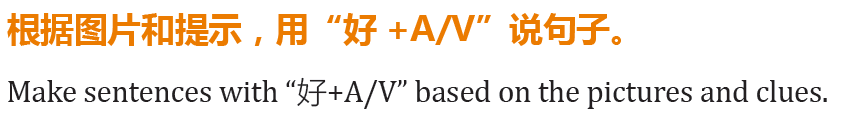 根据图片和提示，用“好 +A/V”说句子。
Make sentences with “好+A/V” based on the pictures and clues.